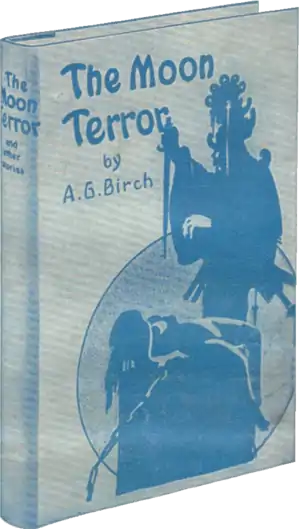 The
Moon
Terror
and
other
stories
The Moon
Terror
by
A.G.Birch